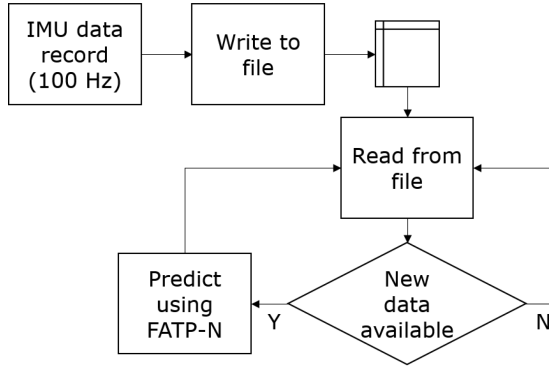 IMU data
record
(100 Hz)
Write to
file
Read from
file
New
data
available
Y
N
Predict
using
FATP-N